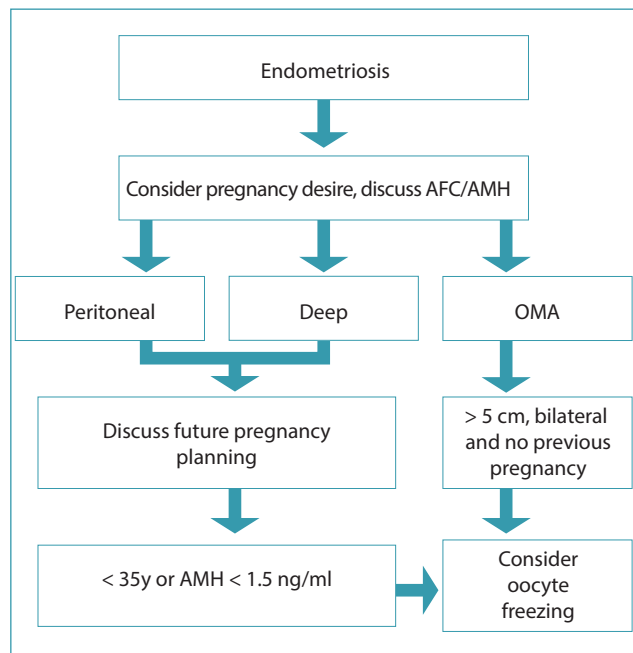 Endometriosis
Consider pregnancy desire, discuss AFC/AMH
Peritoneal
Deep
OMA
Discuss future pregnancy
planning
> 5 cm, bilateral
and no previous
pregnancy
< 35y or AMH < 1.5 ng/ml
Consider
oocyte
freezing